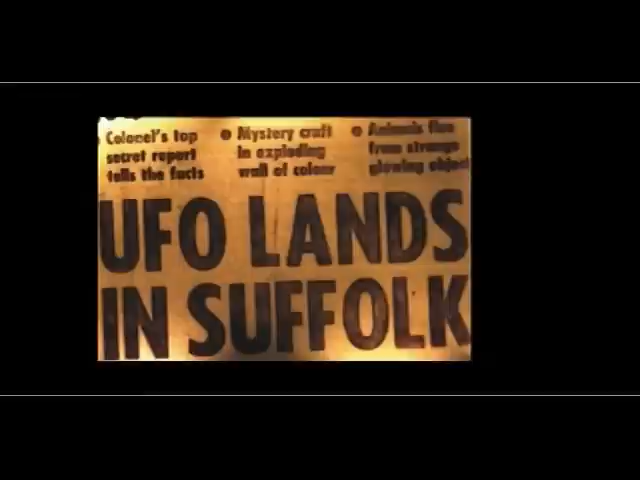 • Colonel's top
secret report
tells the facts
• Mystery craft
in exploding
wall of colour
• Animals flee
from strange
glowing object
UFO LANDS
IN SUFFOLK